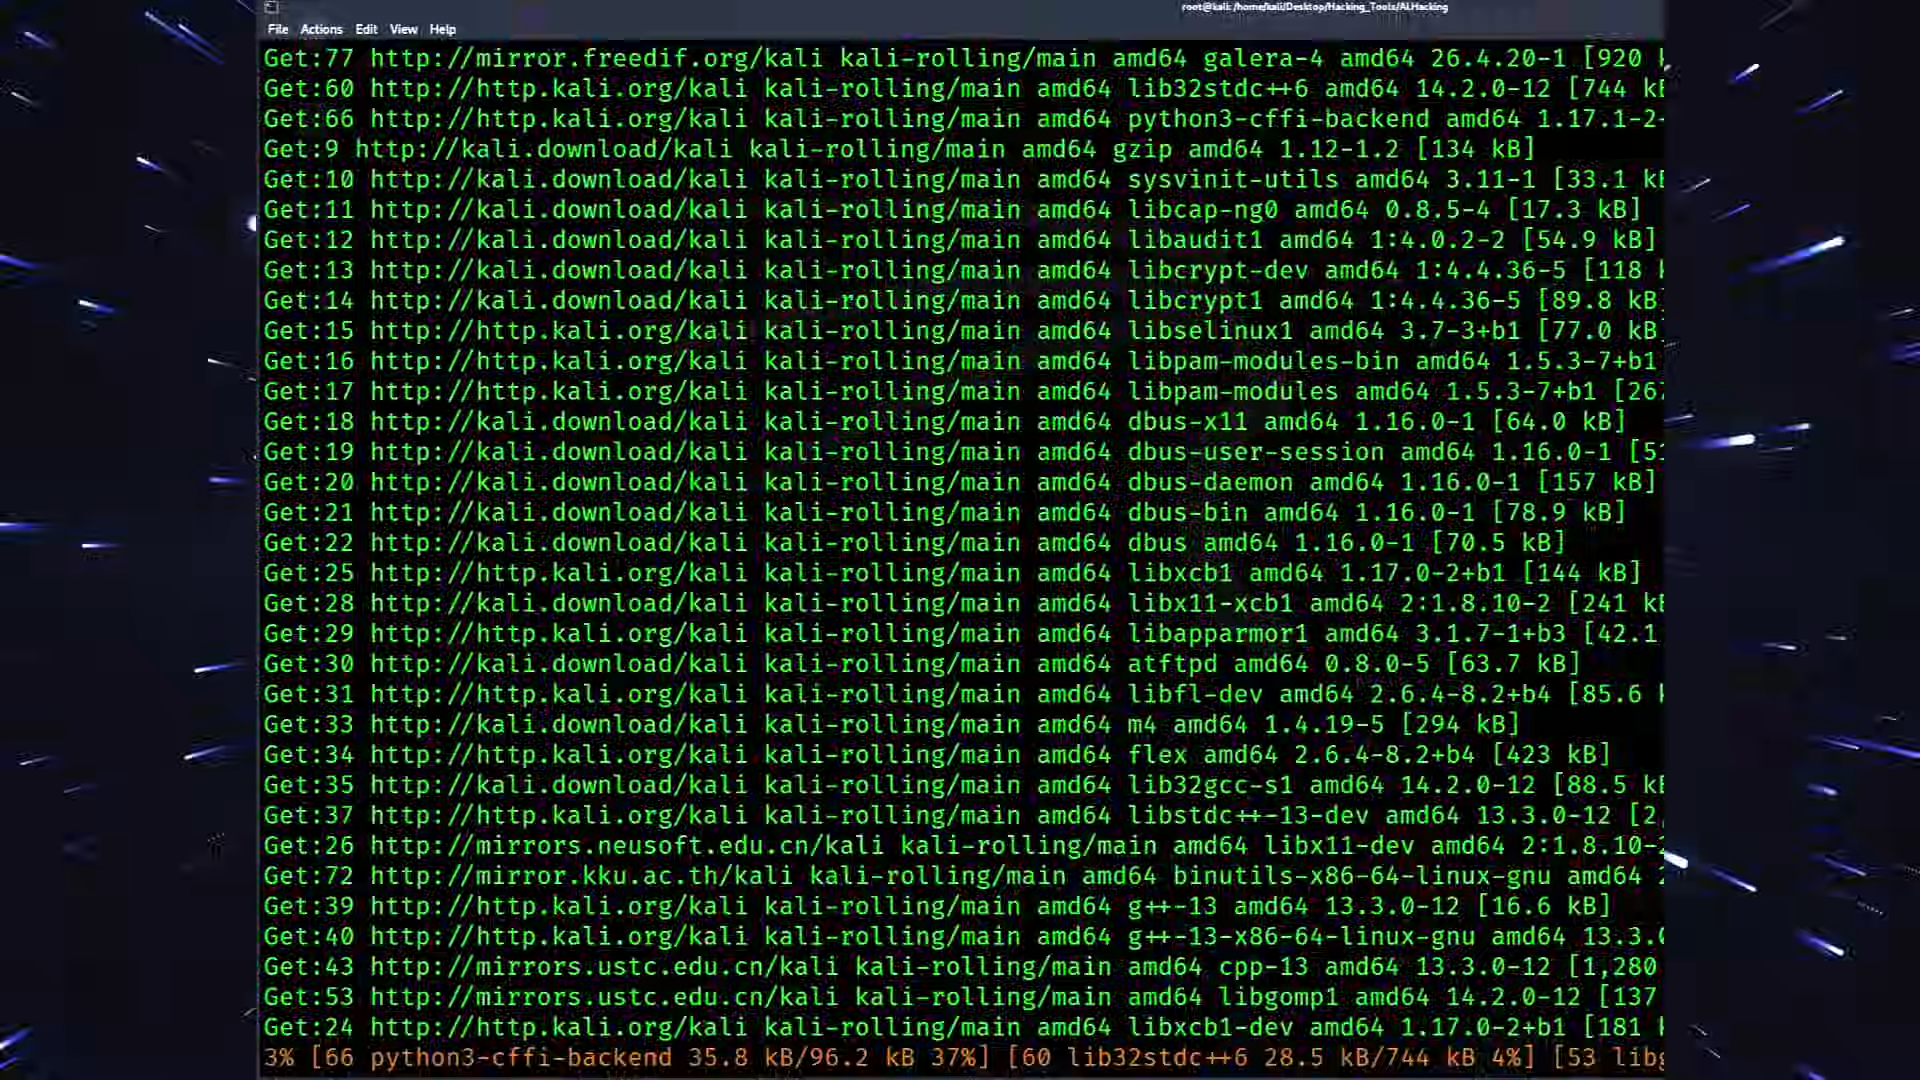 root@kali: /home/kali/Desktop/Hacking_Tools/AI.Hacking
File Actions Edit View Help
Get:77 http://mirror.freedif.org/kali kali-rolling/main amd64 galera-4 amd64 26.4.20-1 [920
Get:60 http://http.kali.org/kali kali-rolling/main amd64 lib32stdc++6 amd64 14.2.0-12 [744 kB
Get:66 http://http.kali.org/kali kali-rolling/main amd64 python3-cffi-backend amd64 1.17.1-2-
Get:9 http://kali.download/kali kali-rolling/main amd64 gzip amd64 1.12-1.2 [134 kB]
Get:10 http://kali.download/kali kali-rolling/main amd64 sysvinit-utils amd64 3.11-1 [33.1 kB
Get:11 http://kali.download/kali kali-rolling/main amd64 libcap-ng0 amd64 0.8.5-4 [17.3 kB]
Get:12 http://kali.download/kali kali-rolling/main amd64 libaudit1 amd64 1:4.0.2-2 [54.9 kB]
Get:13 http://kali.download/kali kali-rolling/main amd64 libcrypt-dev amd64 1:4.4.36-5 [118
Get:14 http://kali.download/kali kali-rolling/main amd64 libcrypt1 amd64 1:4.4.36-5 [89.8 kB]
Get:15 http://http.kali.org/kali kali-rolling/main amd64 libselinux1 amd64 3.7-3+b1 [77.0 kB]
Get:16 http://http.kali.org/kali kali-rolling/main amd64 libpam-modules-bin amd64 1.5.3-7+b1
Get:17 http://http.kali.org/kali kali-rolling/main amd64 libpam-modules amd64 1.5.3-7+b1 [267
Get:18 http://kali.download/kali kali-rolling/main amd64 dbus-x11 amd64 1.16.0-1 [64.0 kB]
Get:19 http://kali.download/kali kali-rolling/main amd64 dbus-user-session amd64 1.16.0-1 [51
Get:20 http://kali.download/kali kali-rolling/main amd64 dbus-daemon amd64 1.16.0-1 [157 kB]
Get:21 http://kali.download/kali kali-rolling/main amd64 dbus-bin amd64 1.16.0-1 [78.9 kB]
Get:22 http://kali.download/kali kali-rolling/main amd64 dbus amd64 1.16.0-1 [70.5 kB]
Get:25 http://http.kali.org/kali kali-rolling/main amd64 libxcb1 amd64 1.17.0-2+b1 [144 kB]
Get:28 http://kali.download/kali kali-rolling/main amd64 libx11-xcb1 amd64 2:1.8.10-2 [241 kB
Get:29 http://http.kali.org/kali kali-rolling/main amd64 libapparmor1 amd64 3.1.7-1+b3 [42.1
Get:30 http://kali.download/kali kali-rolling/main amd64 atftpd amd64 0.8.0-5 [63.7 kB]
Get:31 http://http.kali.org/kali kali-rolling/main amd64 libfl-dev amd64 2.6.4-8.2+b4 [85.6
Get:33 http://kali.download/kali kali-rolling/main amd64 m4 amd64 1.4.19-5 [294 kB]
Get:34 http://http.kali.org/kali kali-rolling/main amd64 flex amd64 2.6.4-8.2+b4 [423 kB]
Get:35 http://kali.download/kali kali-rolling/main amd64 lib32gcc-s1 amd64 14.2.0-12 [88.5 kB
Get:37 http://http.kali.org/kali kali-rolling/main amd64 libstdc++-13-dev amd64 13.3.0-12 [2,
Get:26 http://mirrors.neusoft.edu.cn/kali kali-rolling/main amd64 libx11-dev amd64 2:1.8.10-2
Get:72 http://mirror.kku.ac.th/kali kali-rolling/main amd64 binutils-x86-64-linux-gnu amd64 2
Get:39 http://http.kali.org/kali kali-rolling/main amd64 g++-13 amd64 13.3.0-12 [16.6 kB]
Get:40 http://http.kali.org/kali kali-rolling/main amd64 g++-13-x86-64-linux-gnu amd64 13.3.0
Get:43 http://mirrors.ustc.edu.cn/kali kali-rolling/main amd64 cpp-13 amd64 13.3.0-12 [1,280
Get:53 http://mirrors.ustc.edu.cn/kali kali-rolling/main amd64 libgomp1 amd64 14.2.0-12 [137
Get:24 http://http.kali.org/kali kali-rolling/main amd64 libxcb1-dev amd64 1.17.0-2+b1 [181
3% [66 python3-cffi-backend 35.8 kB/96.2 kB 37%] [60 lib32stdc++6 28.5 kB/744 kB 4%] [53 libg